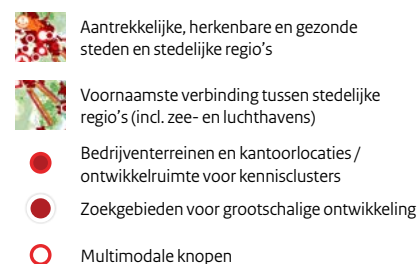 Aantrekkelijke, herkenbare en gezonde
steden en stedelijke regio's
Voornaamste verbinding tussen stedelijke
regio's (incl. zee- en luchthavens)
Bedrijventerreinen en kantoorlocaties /
ontwikkelruimte voor kennisclusters
Zoekgebieden voor grootschalige ontwikkeling
Multimodale knopen